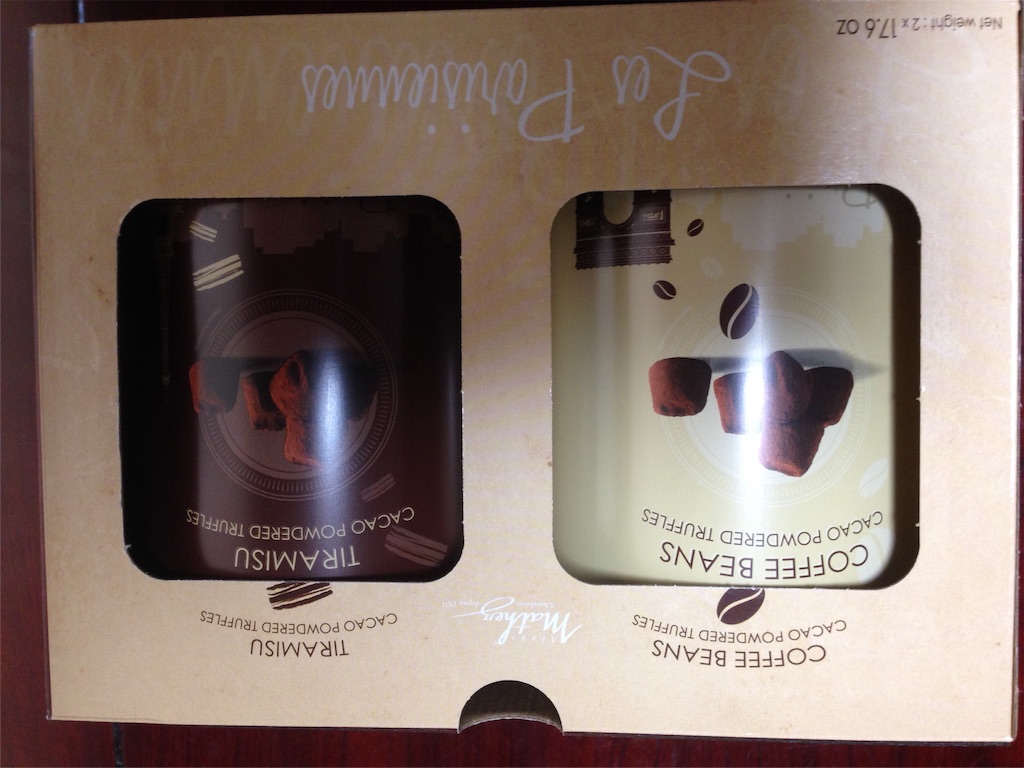 COFFEE BEANS
CACAO POWDERED TRUFFLES
TIRAMISU
CACAO POWDERED TRUFFLES
Mathez
COFFEE BEANS
CACAO POWDERED TRUFFLES
TIRAMISU
CACAO POWDERED TRUFFLES
Les Parisiennes
Net weight : 2 x 17.6 OZ